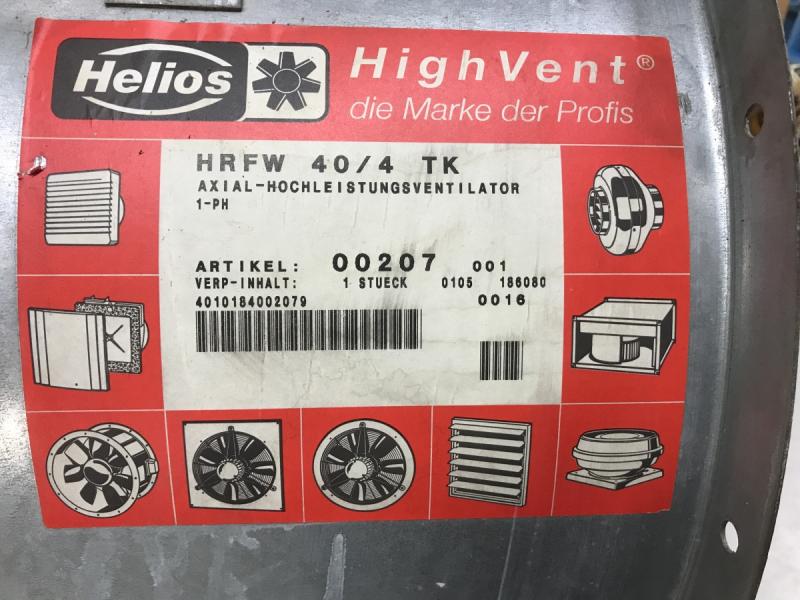 Helios
HighVent®
die Marke der Profis
HRFW 40/4 TK
AXIAL-HOCHLEISTUNGSVENTILATOR
1-PH
ARTIKEL: 00207 001
VERP-INHALT: 1 STUECK 0105 186080
4010184002079 0016